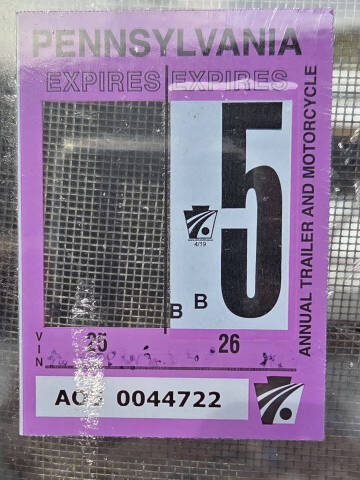 PENNSYLVANIA
EXPIRES EXPIRES
5
4/19
B B
ANNUAL TRAILER AND MOTORCYCLE
VIN
25 26
0044722